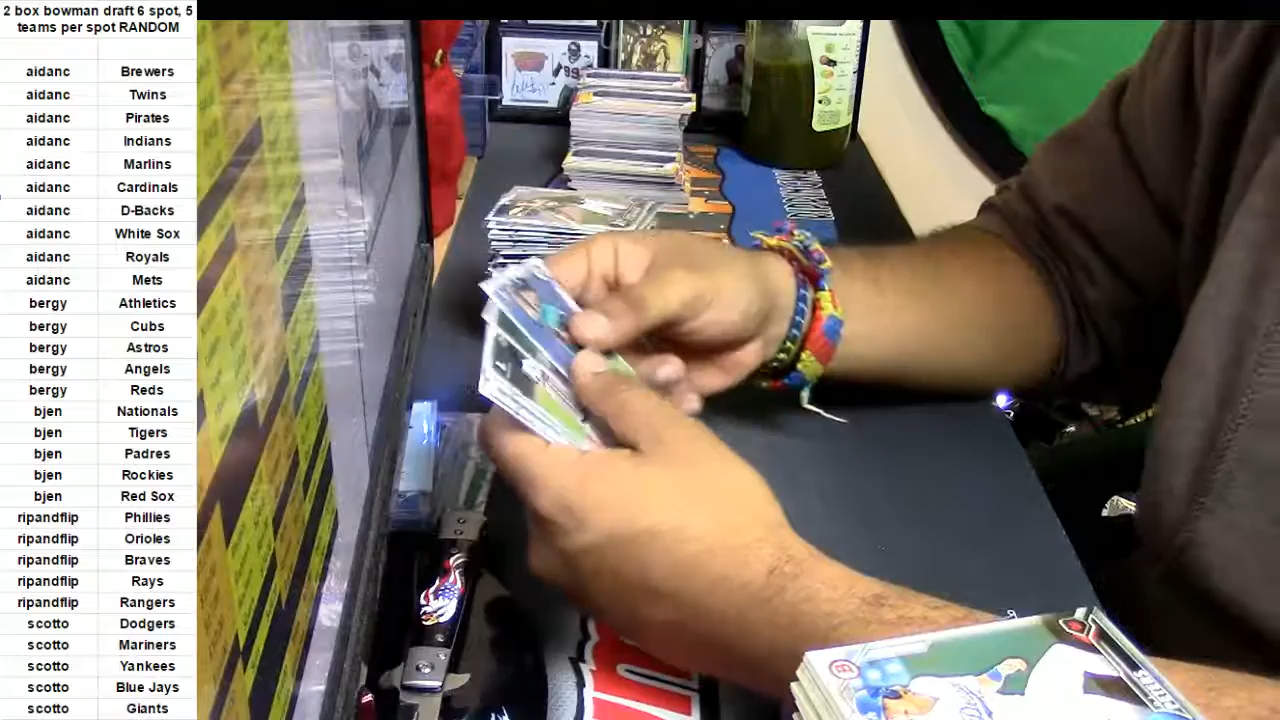 2 box bowman draft 6 spot, 5
teams per spot RANDOM
aidanc Brewers
aidanc Twins
aidanc Pirates
aidanc Indians
aidanc Marlins
aidanc Cardinals
aidanc D-Backs
aidanc White Sox
aidanc Royals
aidanc Mets
bergy Athletics
bergy Cubs
bergy Astros
bergy Angels
bergy Reds
bjen Nationals
bjen Tigers
bjen Padres
bjen Rockies
bjen Red Sox
ripandflip Phillies
ripandflip Orioles
ripandflip Braves
ripandflip Rays
ripandflip Rangers
scotto Dodgers
scotto Mariners
scotto Yankees
scotto Blue Jays
scotto Giants
99